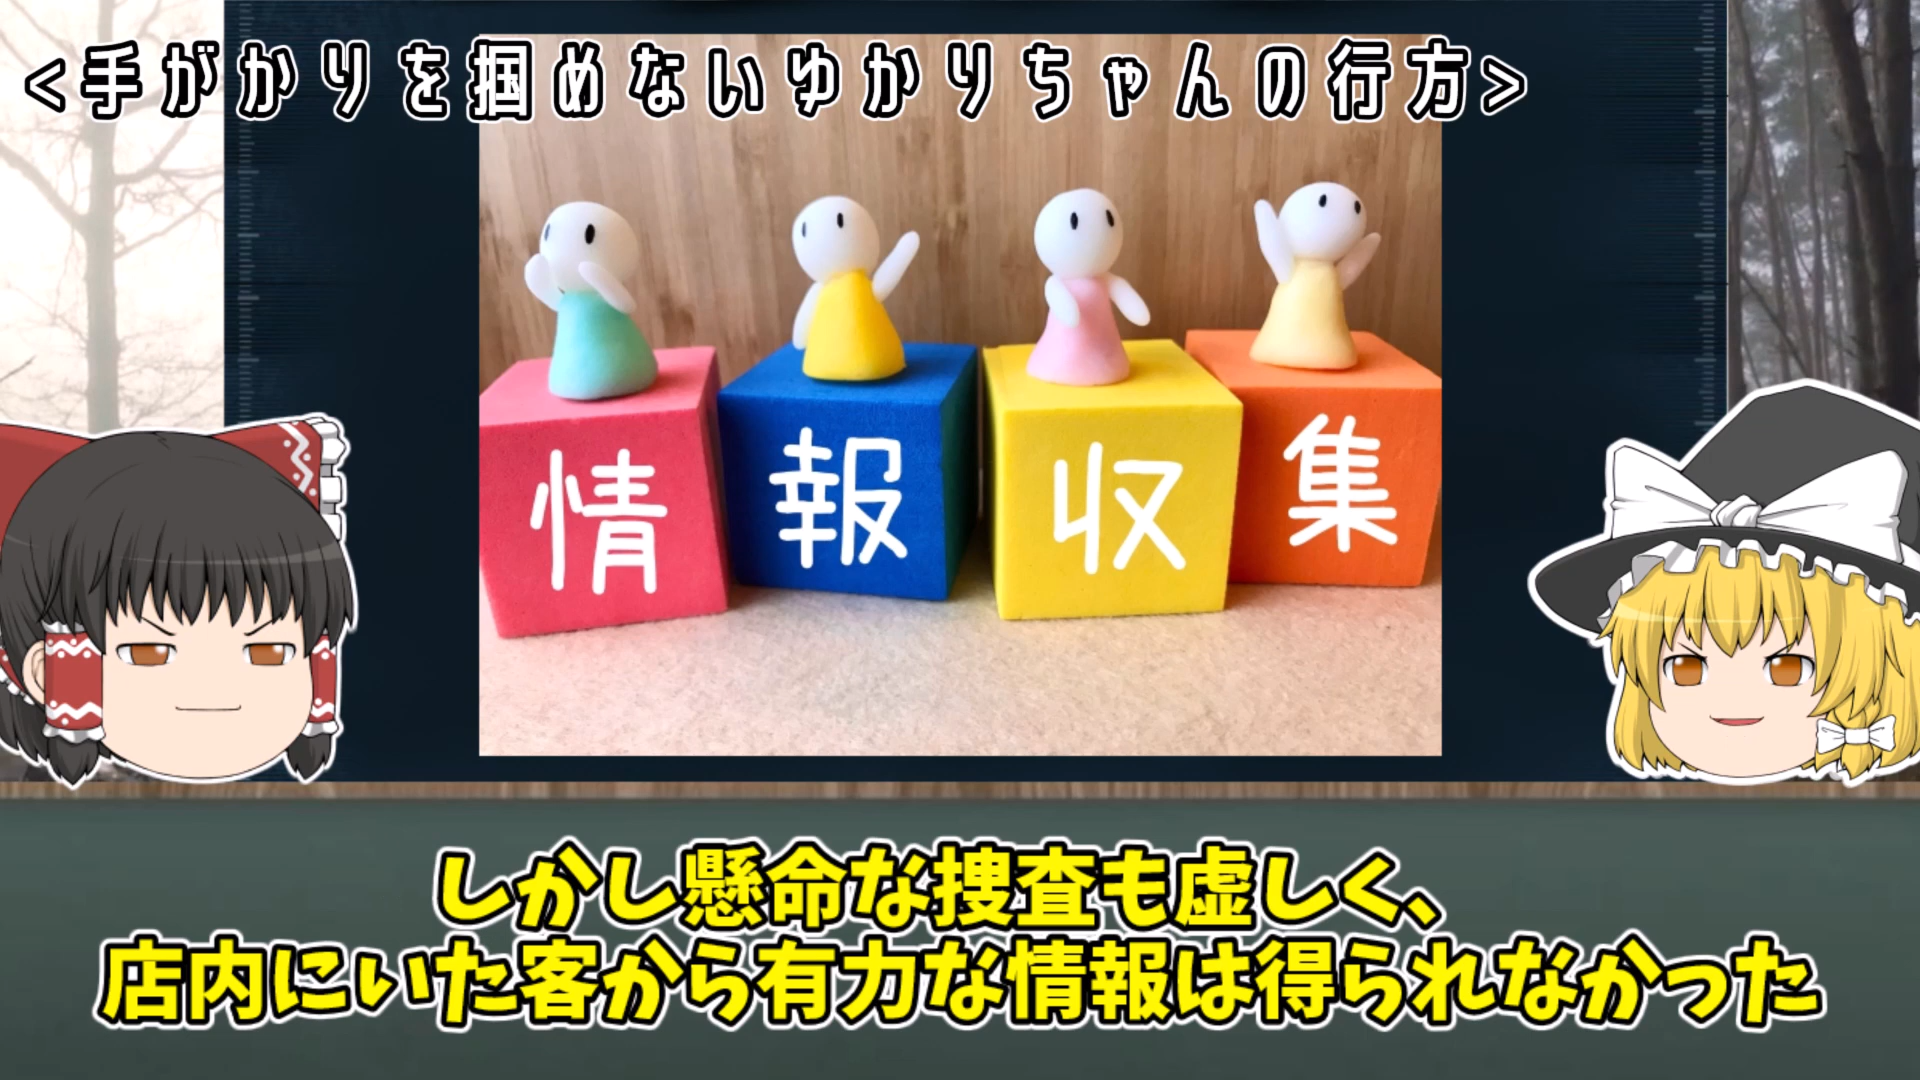 <手がかりを掴めないゆかりちゃんの行方>
情報収集
しかし懸命な捜査も虚しく、
店内にいた客から有力な情報は得られなかった